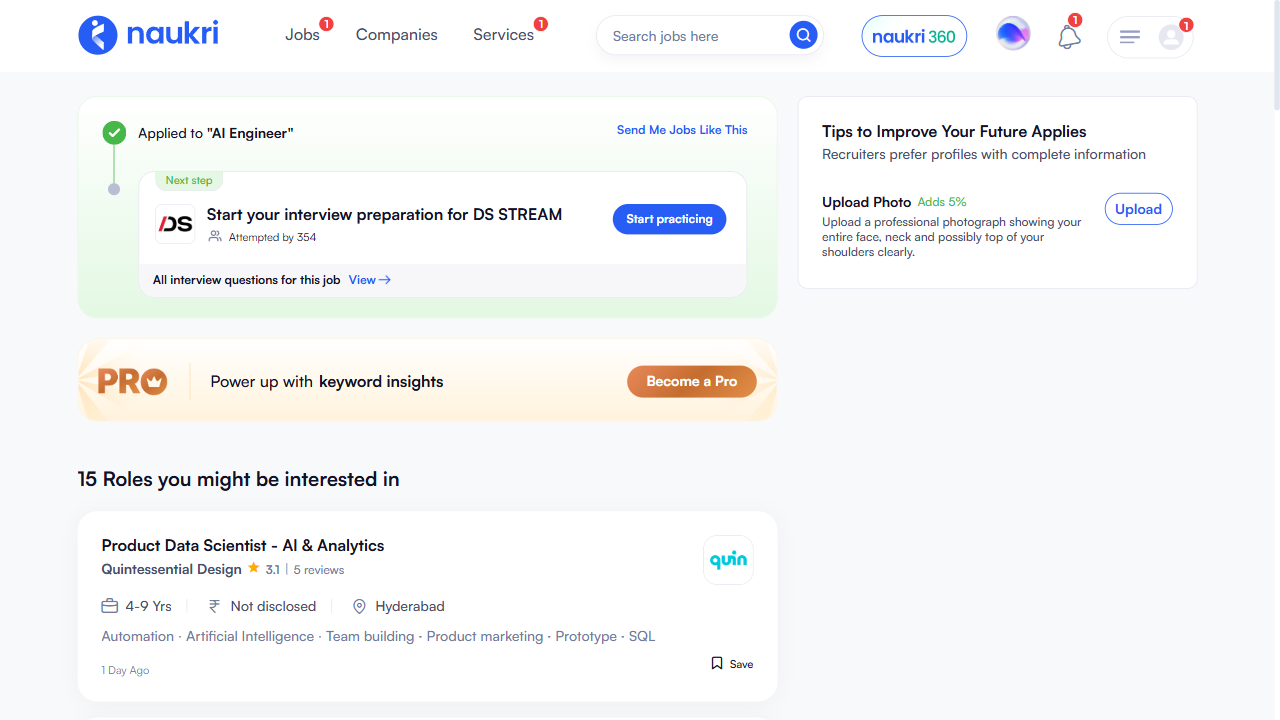 naukri
Jobs 1
Companies
Services 1
Search jobs here
naukri 360
1
1
Applied to "AI Engineer"
Send Me Jobs Like This
Next step
DS
Start your interview preparation for DS STREAM
Start practicing
Attempted by 354
All interview questions for this job View
Tips to Improve Your Future Applies
Recruiters prefer profiles with complete information
Upload Photo Adds 5%
Upload
Upload a professional photograph showing your
entire face, neck and possibly top of your
shoulders clearly.
PRO
Power up with keyword insights
Become a Pro
15 Roles you might be interested in
Product Data Scientist - AI & Analytics
quin
Quintessential Design 3.1 | 5 reviews
4-9 Yrs
₹ Not disclosed
Hyderabad
Automation · Artificial Intelligence · Team building · Product marketing · Prototype · SQL
1 Day Ago
Save